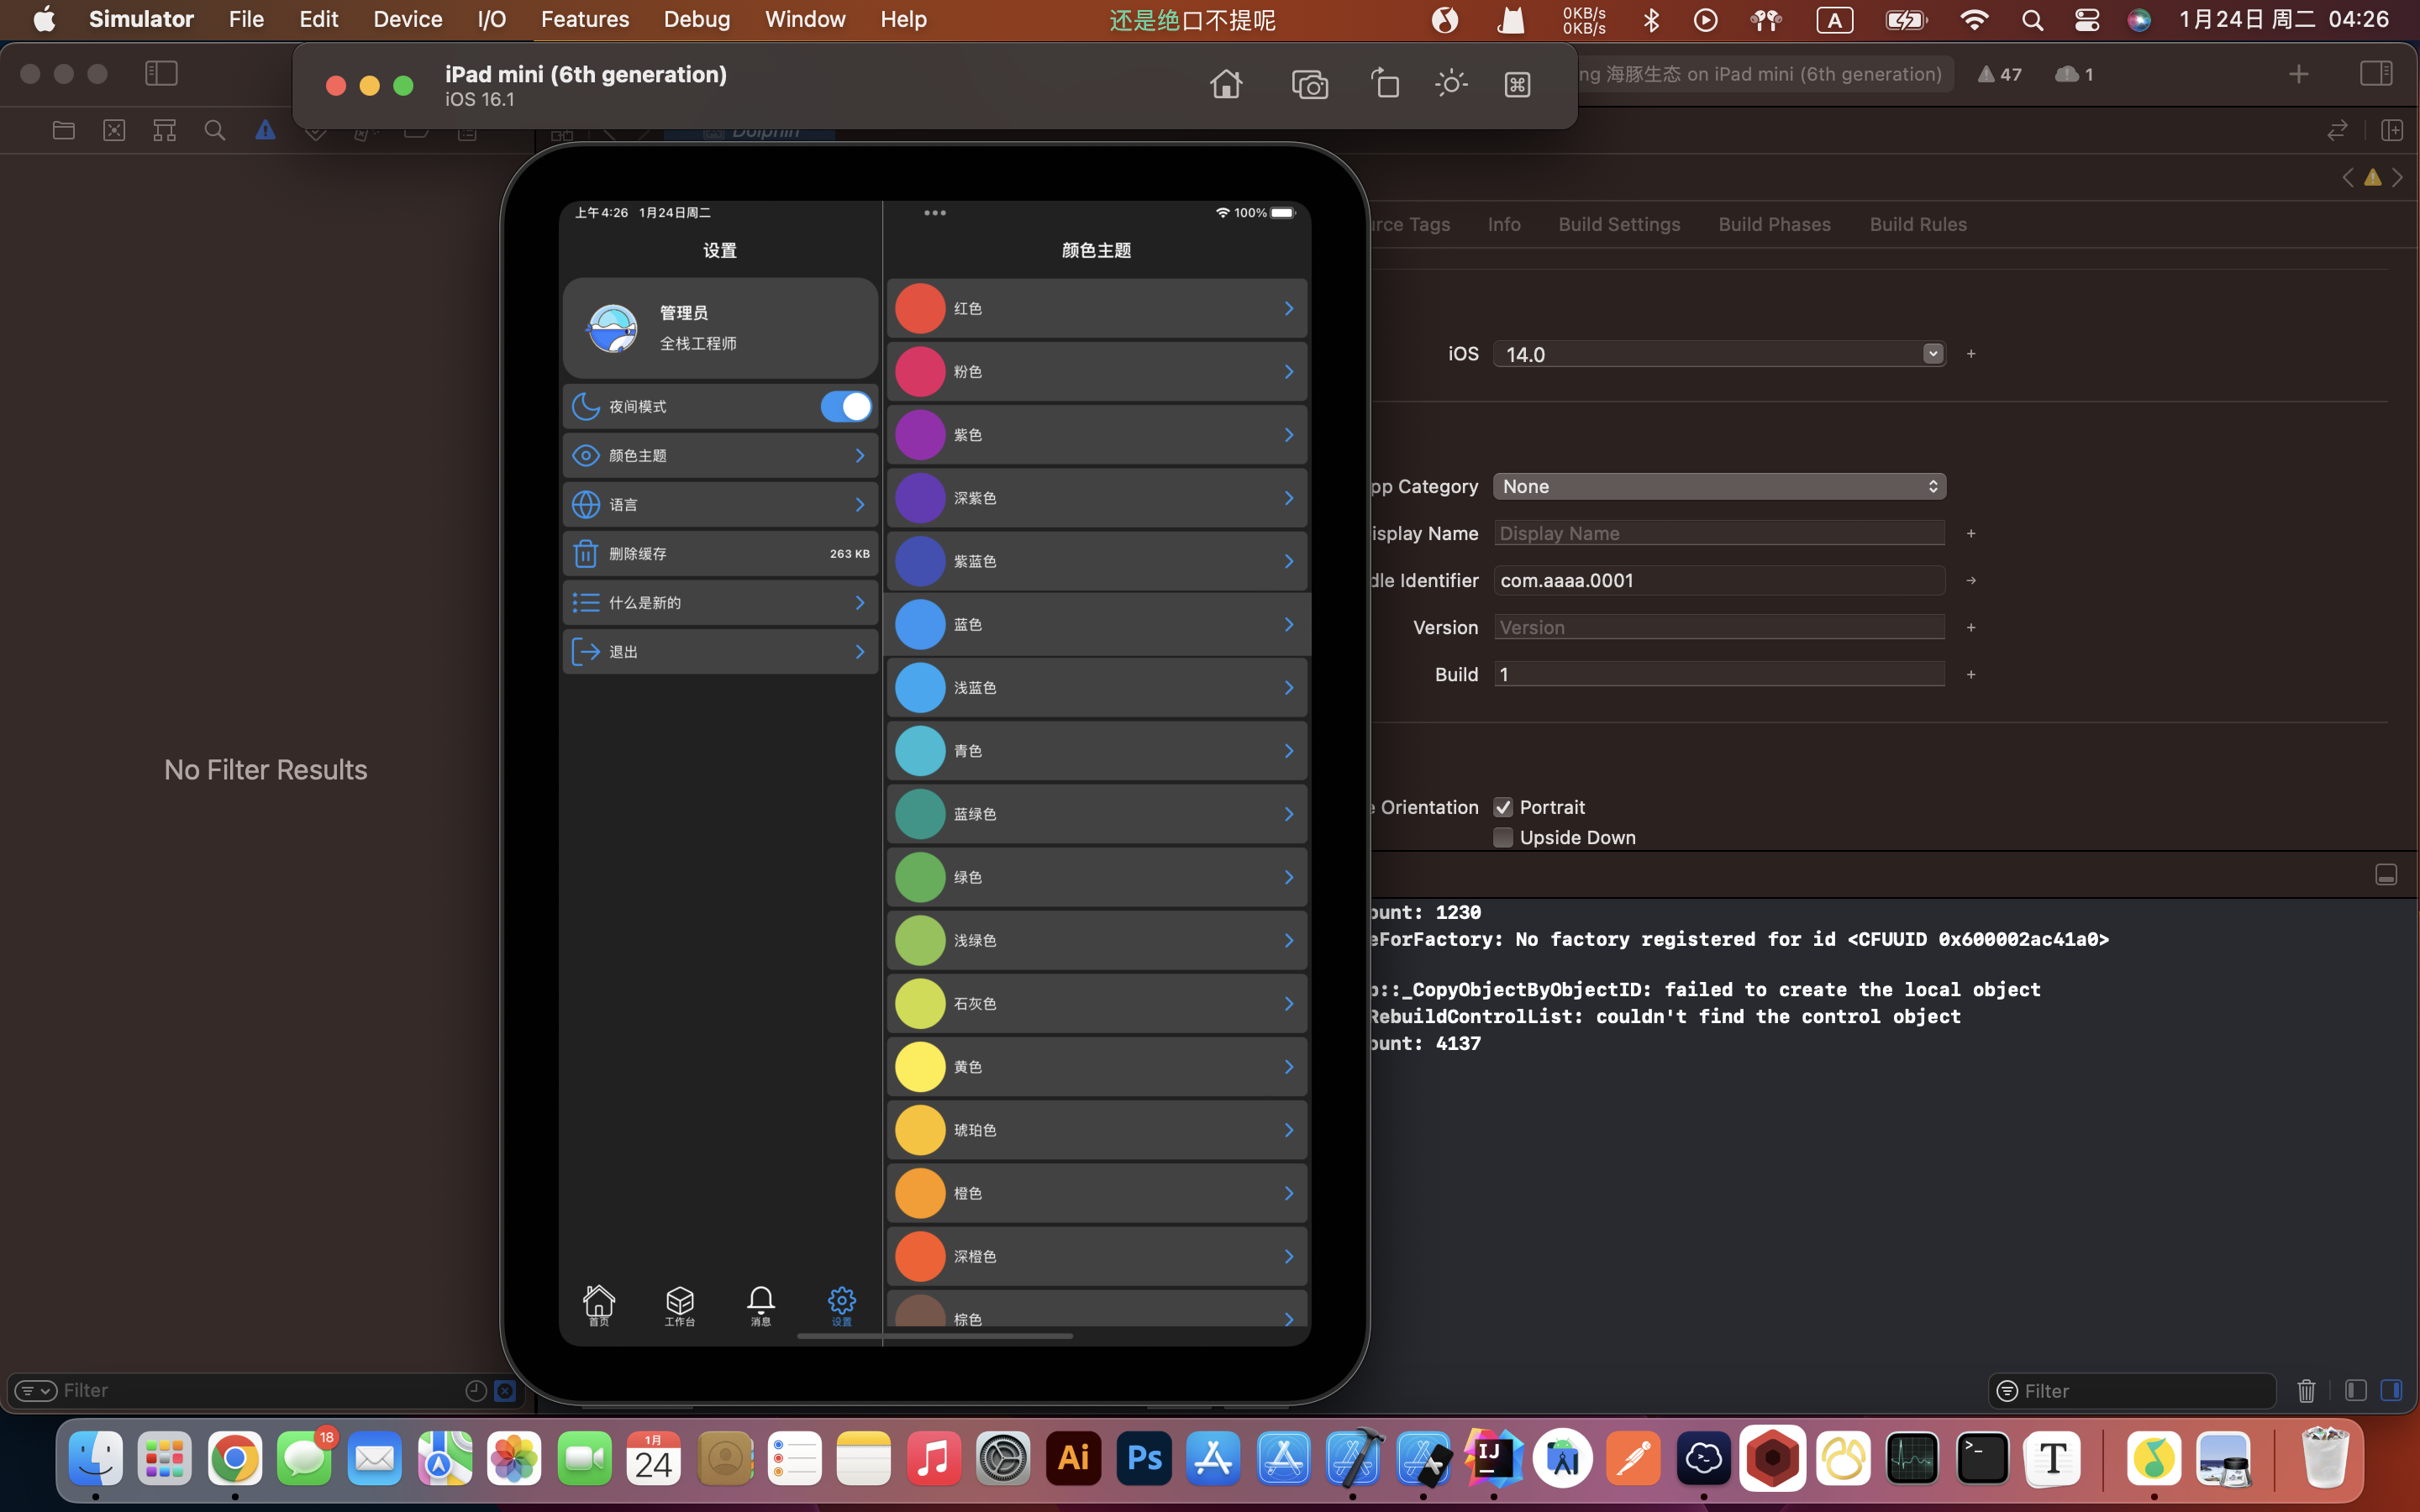 Simulator File Edit Device I/O Features Debug Window Help 还是绝口不提呢 0KB/s 0KB/s A 1月24日 周二 04:26
iPad mini (6th generation)
iOS 16.1
ng 海豚生态 on iPad mini (6th generation) 47 1
Dolphin
urce Tags Info Build Settings Build Phases Build Rules
上午4:26 1月24日周二 100%
设置
管理员
全栈工程师
夜间模式
颜色主题
语言
删除缓存 263 KB
什么是新的
退出
首页 工作台 消息 设置
颜色主题
红色
粉色
紫色
深紫色
紫蓝色
蓝色
浅蓝色
青色
蓝绿色
绿色
浅绿色
石灰色
黄色
琥珀色
橙色
深橙色
棕色
No Filter Results
Filter
iOS 14.0
pp Category None
isplay Name Display Name
dle Identifier com.aaaa.0001
Version Version
Build 1
e Orientation Portrait
Upside Down
ount: 1230
eForFactory: No factory registered for id <CFUUID 0x600002ac41a0>
p::_CopyObjectByObjectID: failed to create the local object
RebuildControlList: couldn't find the control object
ount: 4137
Filter
18
1月
24
Ai
Ps
IJ
T